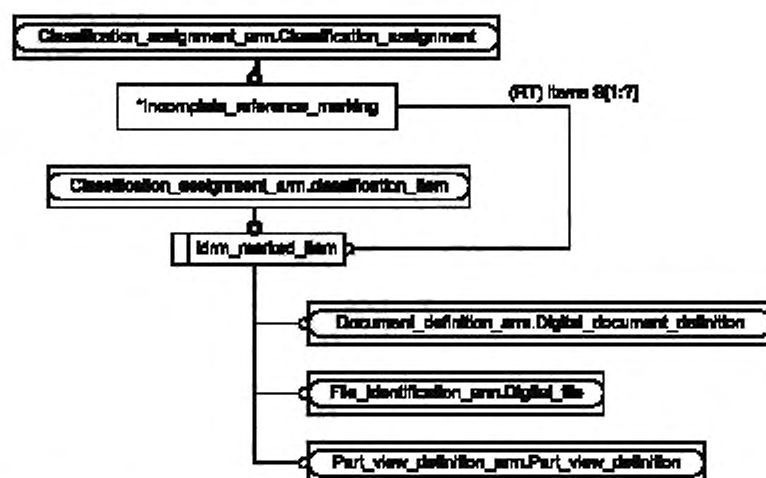 Classification_assignment_arm.Classification_assignment
*Incomplete_reference_marking
(RT) items S[1:?]
Classification_assignment_arm.classification_item
idrm_marked_item
Document_definition_arm.Digital_document_definition
File_identification_arm.Digital_file
Part_view_definition_arm.Part_view_definition